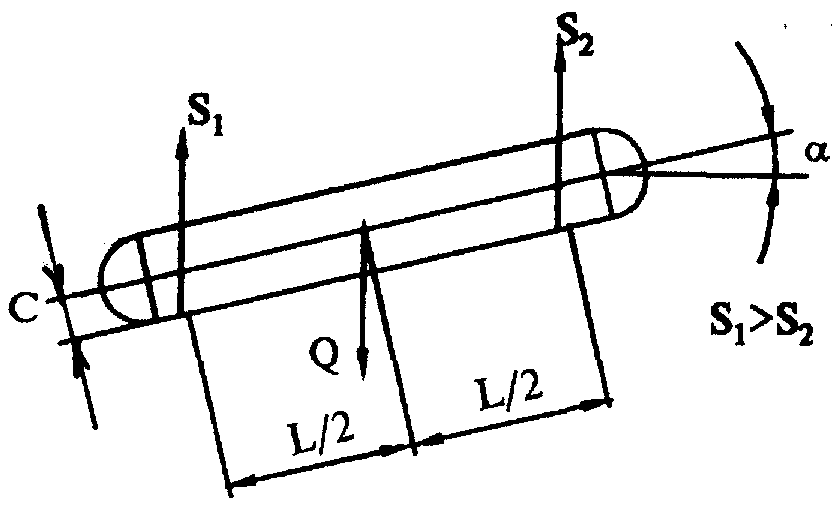 S₂
S₁
α
C
S₁>S₂
Q
L/2
L/2